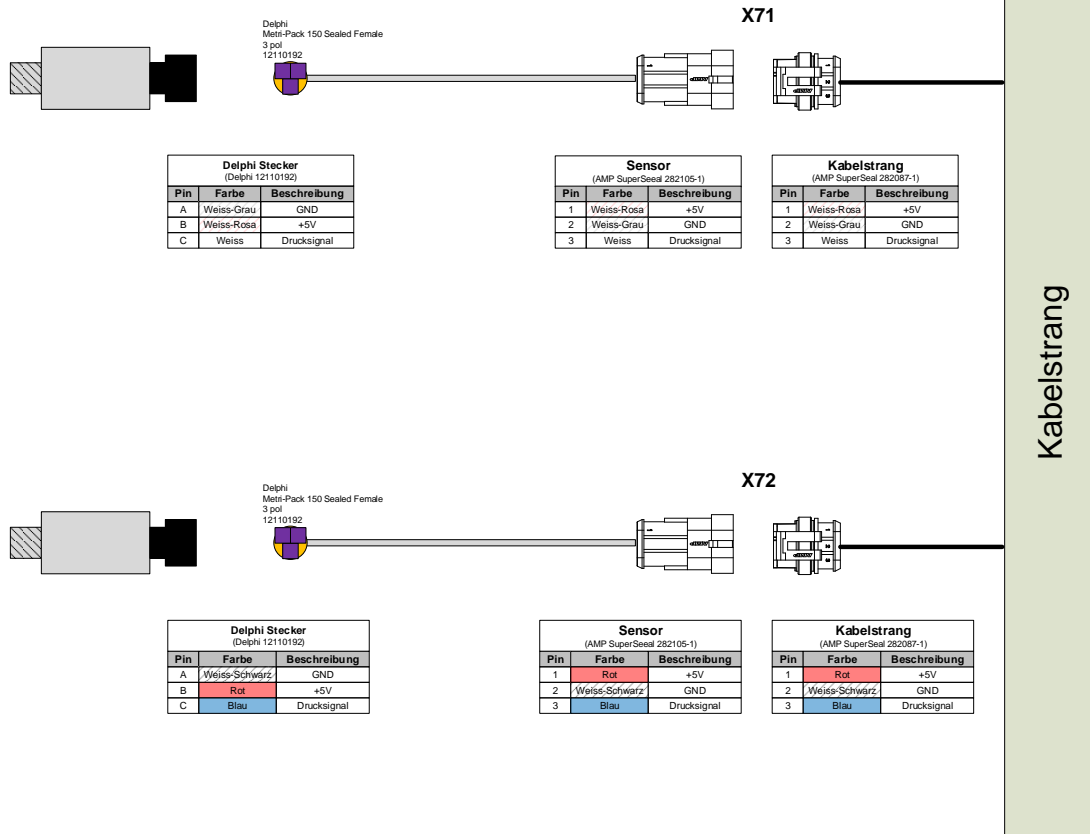 X71
Delphi
Metri-Pack 150 Sealed Female
3 pol
12110192
Delphi Stecker
(Delphi 12110192)
Pin Farbe Beschreibung
A Weiss-Grau GND
B Weiss-Rosa +5V
C Weiss Drucksignal
Sensor
(AMP SuperSeeal 282105-1)
Pin Farbe Beschreibung
1 Weiss-Rosa +5V
2 Weiss-Grau GND
3 Weiss Drucksignal
Kabelstrang
(AMP SuperSeeal 282087-1)
Pin Farbe Beschreibung
1 Weiss-Rosa +5V
2 Weiss-Grau GND
3 Weiss Drucksignal
Kabelstrang
X72
Delphi
Metri-Pack 150 Sealed Female
3 pol
12110192
Delphi Stecker
(Delphi 12110192)
Pin Farbe Beschreibung
A Weiss-Schwarz GND
B Rot +5V
C Blau Drucksignal
Sensor
(AMP SuperSeeal 282105-1)
Pin Farbe Beschreibung
1 Rot +5V
2 Weiss-Schwarz GND
3 Blau Drucksignal
Kabelstrang
(AMP SuperSeeal 282087-1)
Pin Farbe Beschreibung
1 Rot +5V
2 Weiss-Schwarz GND
3 Blau Drucksignal